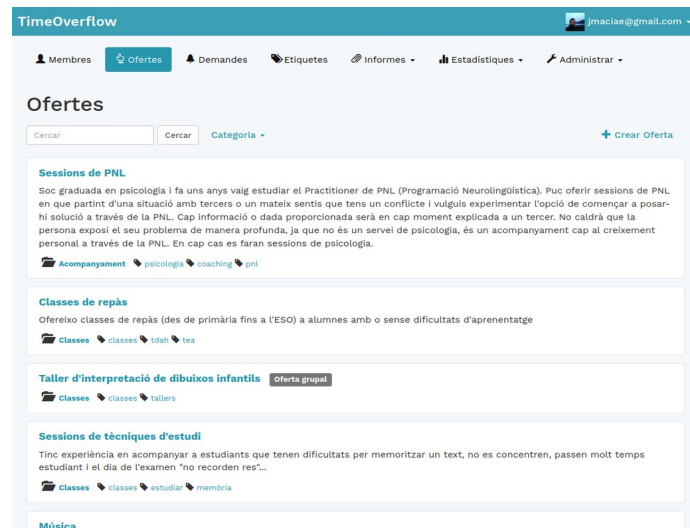 TimeOverflow
jmaciae@gmail.com
Membres Ofertes Demandes Etiquetes Informes Estadístiques Administrar
Ofertes
Cercar Cercar Categoria + Crear Oferta
Sessions de PNL
Soc graduada en psicologia i fa uns anys vaig estudiar el Practitioner de PNL (Programació Neurolingüística). Puc oferir sessions de PNL
en que partint d'una situació amb tercers o un mateix sentis que tens un conflicte i vulguis experimentar l'opció de començar a posar-
hi solució a través de la PNL. Cap informació o dada proporcionada serà en cap moment explicada a un tercer. No caldrà que la
persona exposi el seu problema de manera profunda, ja que no és un servei de psicologia, és un acompanyament cap al creixement
personal a través de la PNL. En cap cas es faran sessions de psicologia.
Acompanyament psicologia coaching pnl
Classes de repàs
Ofereixo classes de repàs (des de primària fins a l'ESO) a alumnes amb o sense dificultats d'aprenentatge
Classes classes tdah tea
Taller d'interpretació de dibuixos infantils Oferta grupal
Classes classes tallers
Sessions de tècniques d'estudi
Tinc experiència en acompanyar a estudiants que tenen dificultats per memoritzar un text, no es concentren, passen molt temps
estudiant i el dia de l'examen "no recorden res"...
Classes classes estudiar memòria
Música